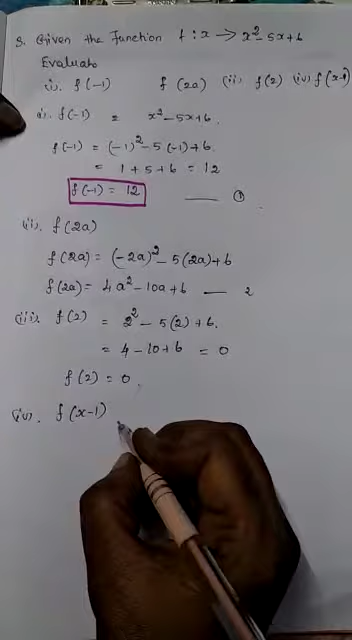 3. Given the Function f : x → x² - 5x + 6
Evaluate
i). f(-1) f(2a) (ii) f(2) (iv) f(x-1)
i). f(-1) = x² - 5x + 6.
f(-1) = (-1)² - 5(-1) + 6.
= 1 + 5 + 6 = 12
f(-1) = 12 —— ①
(ii). f(2a)
f(2a) = (-2a)² - 5(2a) + 6
f(2a) = 4a² - 10a + 6 —— 2
(iii). f(2) = 2² - 5(2) + 6.
= 4 - 10 + 6 = 0
f(2) = 0.
(iv). f(x-1)